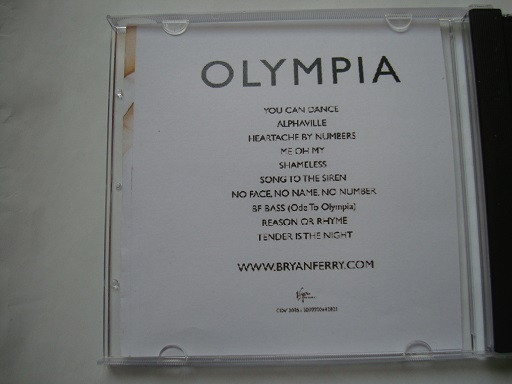 OLYMPIA
YOU CAN DANCE
ALPHAVILLE
HEARTACHE BY NUMBERS
ME OH MY
SHAMELESS
SONG TO THE SIREN
NO FACE, NO NAME, NO NUMBER
BF BASS (Ode To Olympia)
REASON OR RHYME
TENDER IS THE NIGHT
WWW.BRYANFERRY.COM
Virgin